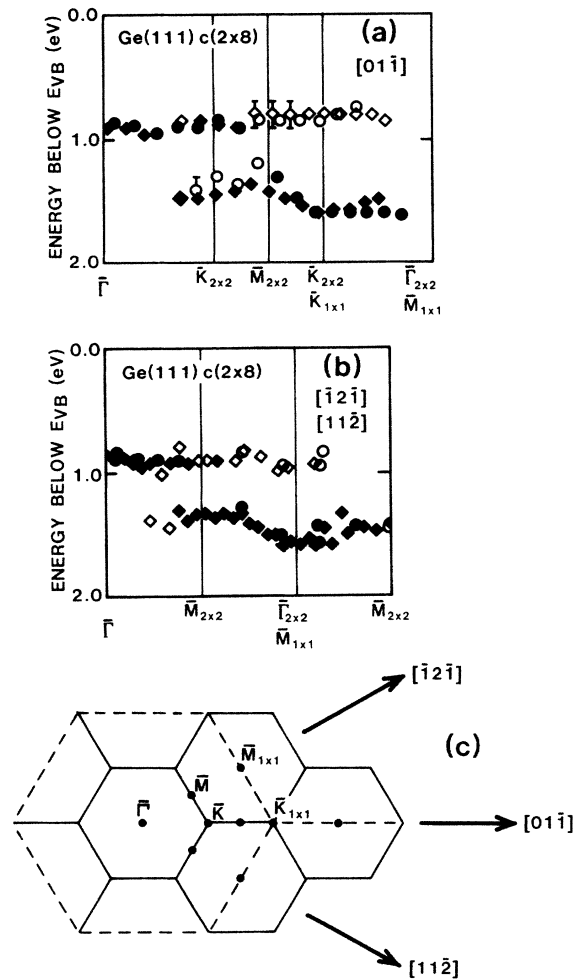 0.0
Ge(111) c(2x8)
(a)
[011̄]
1.0
2.0
ENERGY BELOW EVB (eV)
Γ̄
K̄2x2
M̄2x2
K̄2x2
K̄1x1
Γ̄2x2
M̄1x1
0.0
Ge(111) c(2x8)
(b)
[1̄21̄]
[112̄]
1.0
2.0
ENERGY BELOW EVB (eV)
Γ̄
M̄2x2
Γ̄2x2
M̄1x1
M̄2x2
[1̄21̄]
(c)
M̄1x1
M̄
Γ̄
K̄
K̄1x1
[011̄]
[112̄]